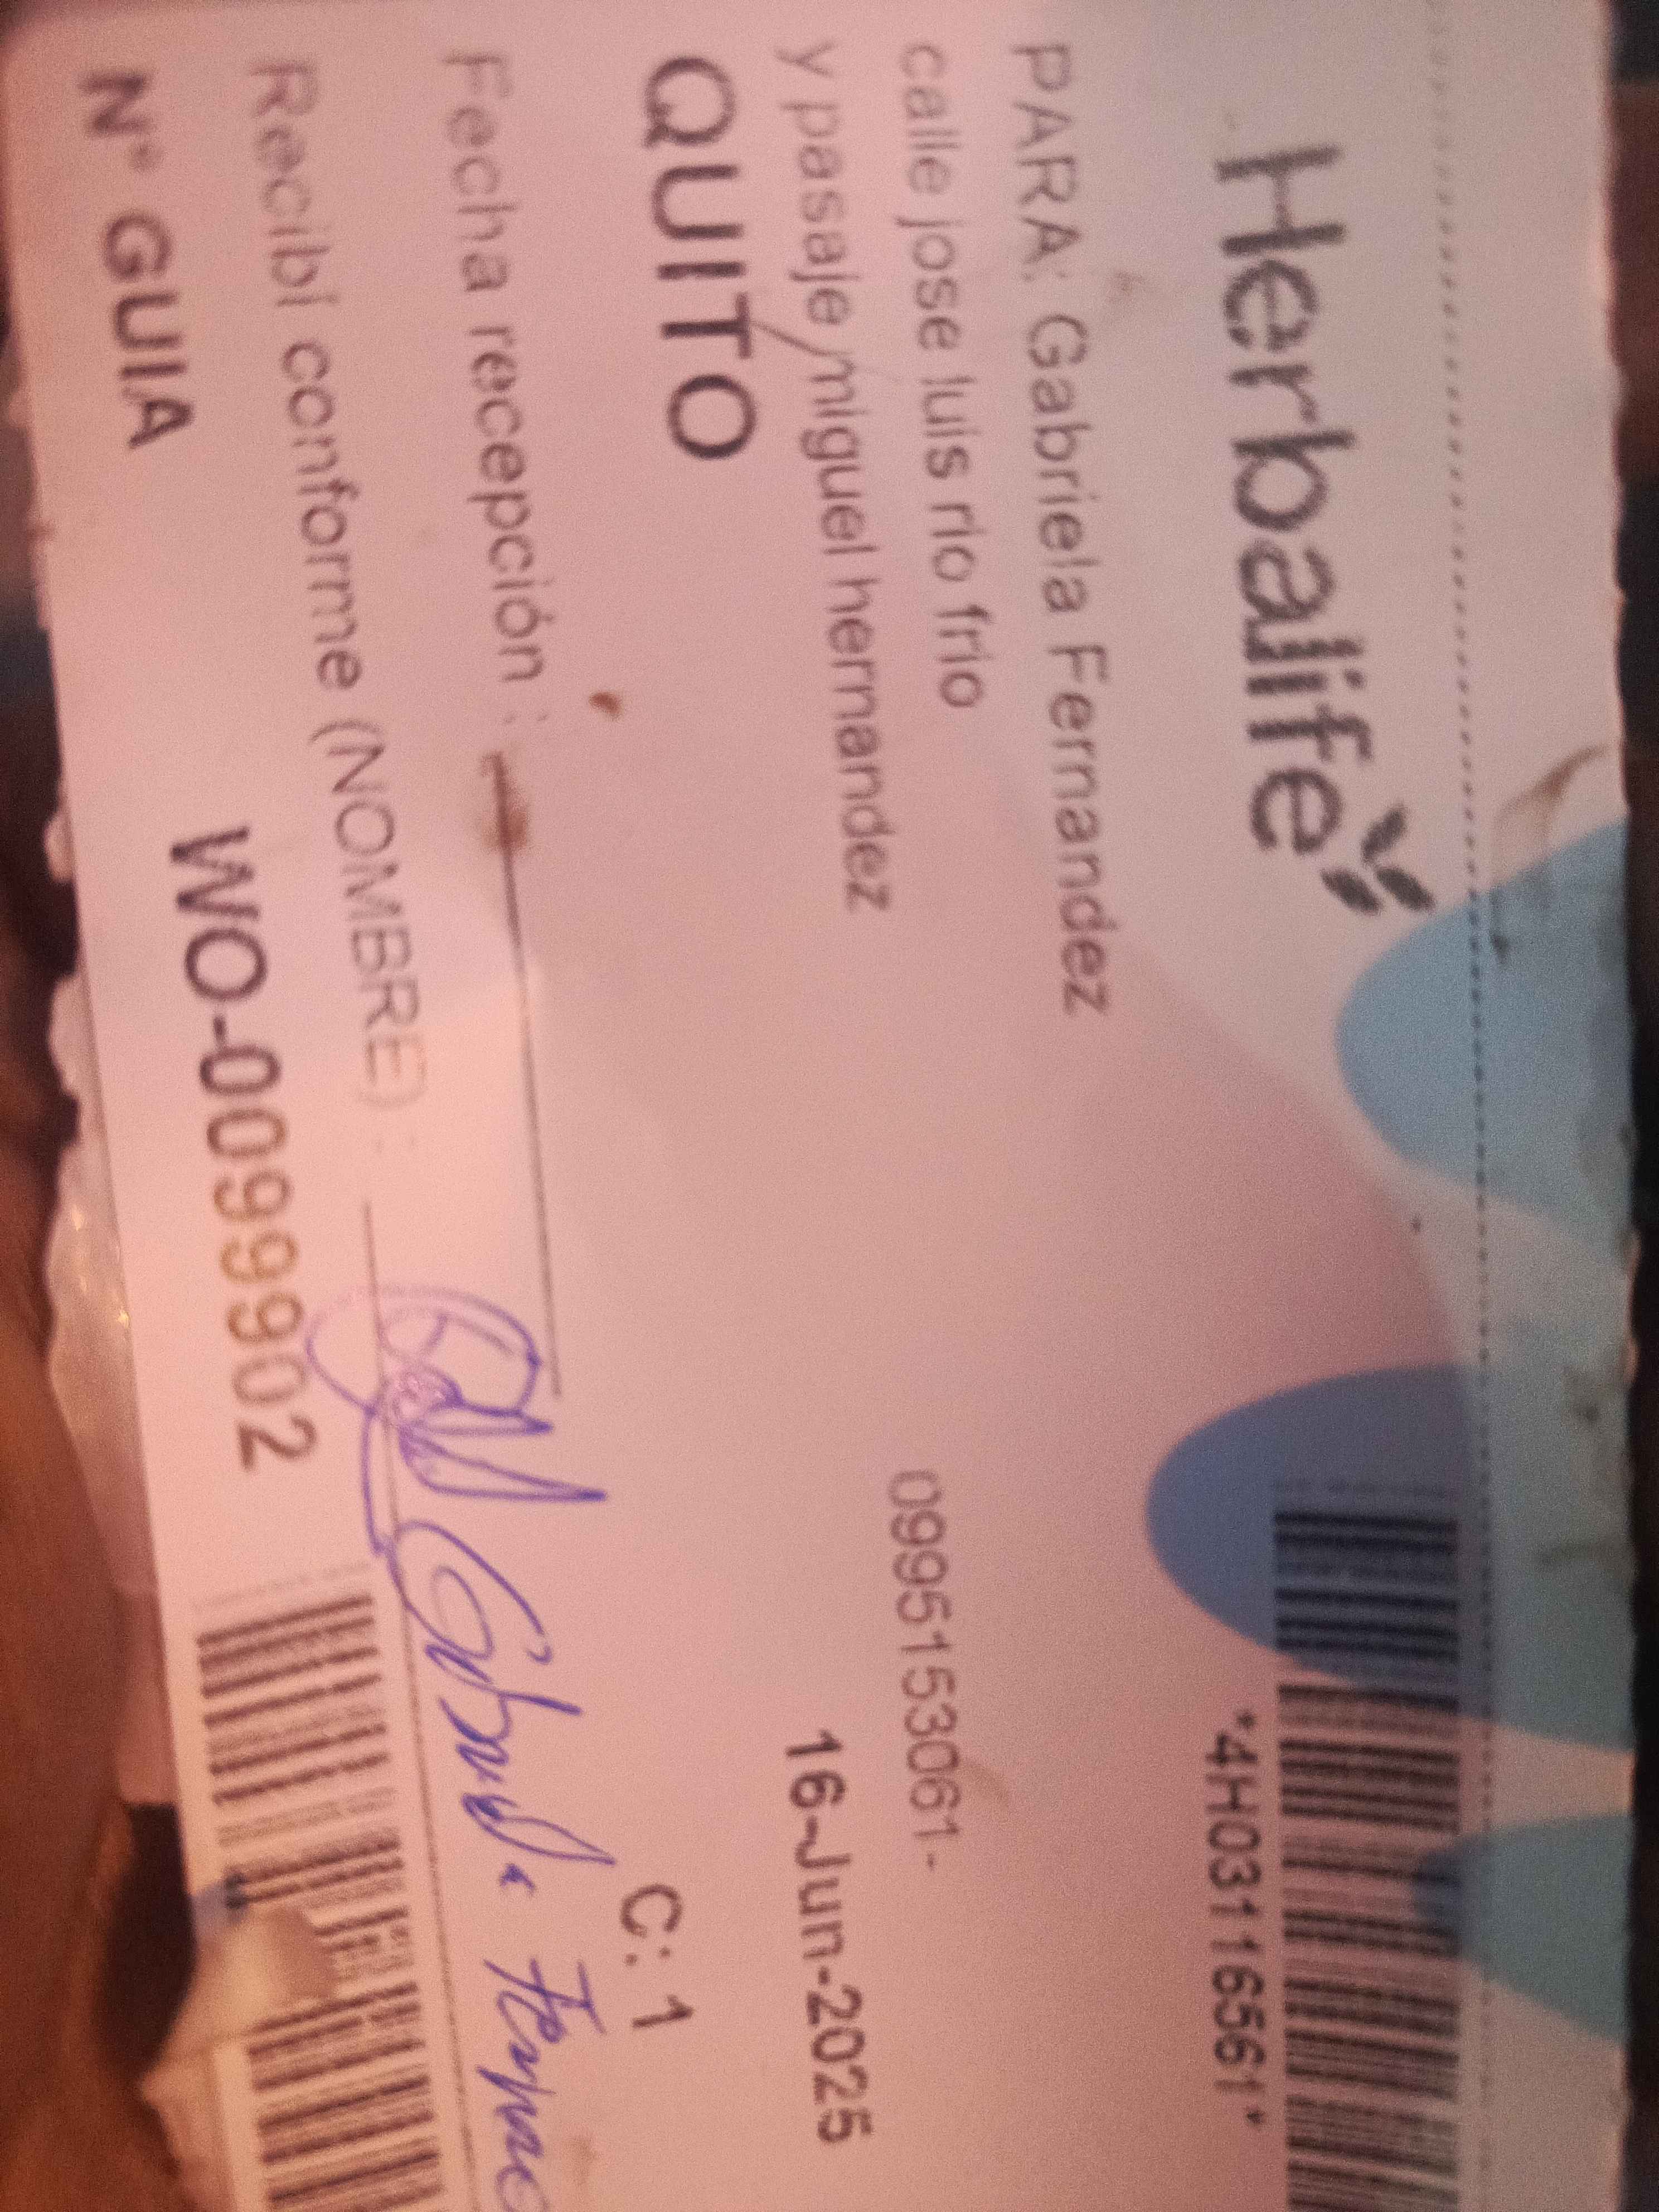 Herbalife
*4H03116561*
PARA: Gabriela Fernandez
calle jose luis rio frio
0995153061-
y pasaje miguel hernandez
16-Jun-2025
QUITO
C: 1
Fecha recepción :
Recibí conforme (NOMBRE) :
N° GUIA
WO-00999902